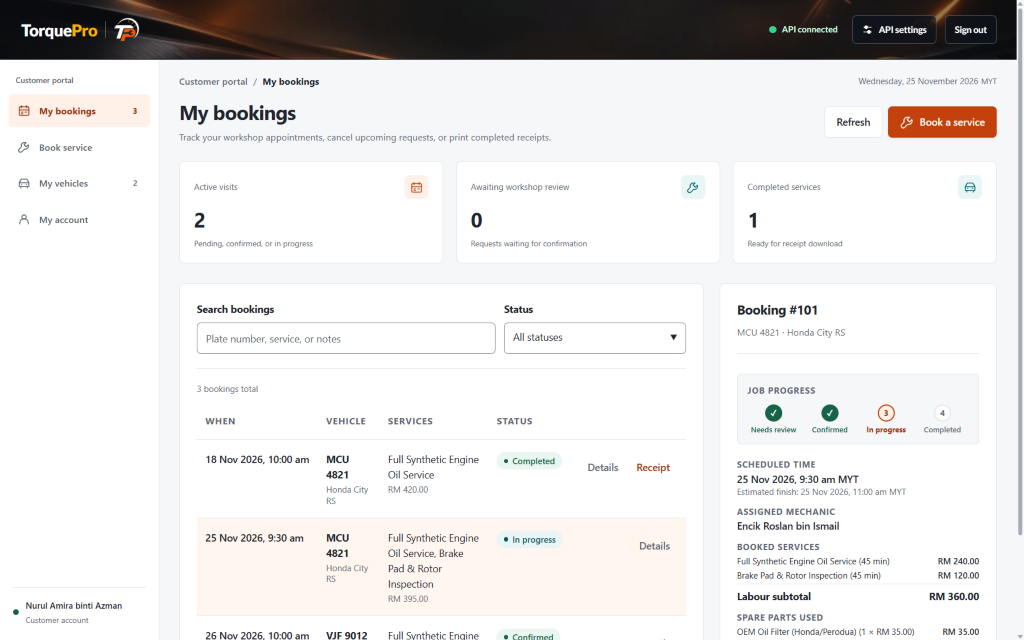 TorquePro
API connected
API settings
Sign out
Customer portal
My bookings 3
Book service
My vehicles 2
My account
Nurul Amira binti Azman
Customer account
Customer portal / My bookings
Wednesday, 25 November 2026 MYT
My bookings
Track your workshop appointments, cancel upcoming requests, or print completed receipts.
Refresh
Book a service
Active visits
2
Pending, confirmed, or in progress
Awaiting workshop review
0
Requests waiting for confirmation
Completed services
1
Ready for receipt download
Search bookings
Plate number, service, or notes
Status
All statuses
3 bookings total
WHEN VEHICLE SERVICES STATUS
18 Nov 2026, 10:00 am
MCU
4821
Honda City
RS
Full Synthetic Engine
Oil Service
RM 420.00
Completed
Details
Receipt
25 Nov 2026, 9:30 am
MCU
4821
Honda City
RS
Full Synthetic Engine
Oil Service, Brake
Pad & Rotor
Inspection
RM 395.00
In progress
Details
26 Nov 2026, 10:00 am
VJF 9012
Full Synthetic Engine
Confirmed
Booking #101
MCU 4821 · Honda City RS
JOB PROGRESS
3
4
Needs review
Confirmed
In progress
Completed
SCHEDULED TIME
25 Nov 2026, 9:30 am MYT
Estimated finish: 25 Nov 2026, 11:00 am MYT
ASSIGNED MECHANIC
Encik Roslan bin Ismail
BOOKED SERVICES
Full Synthetic Engine Oil Service (45 min) RM 240.00
Brake Pad & Rotor Inspection (45 min) RM 120.00
Labour subtotal RM 360.00
SPARE PARTS USED
OEM Oil Filter (Honda/Perodua) (1 × RM 35.00) RM 35.00